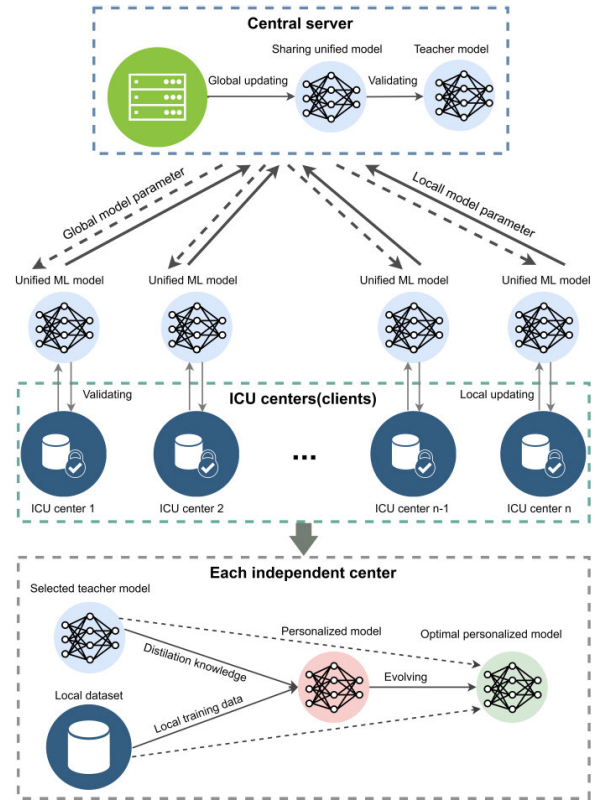 Central server
Sharing unified model
Teacher model
Global updating
Validating
Global model parameter
Locall model parameter
Unified ML model
Unified ML model
Unified ML model
Unified ML model
Validating
ICU centers(clients)
Local updating
...
ICU center 1
ICU center 2
ICU center n-1
ICU center n
Each independent center
Selected teacher model
Personalized model
Optimal personalized model
Distilation knowledge
Evolving
Local dataset
Local training data